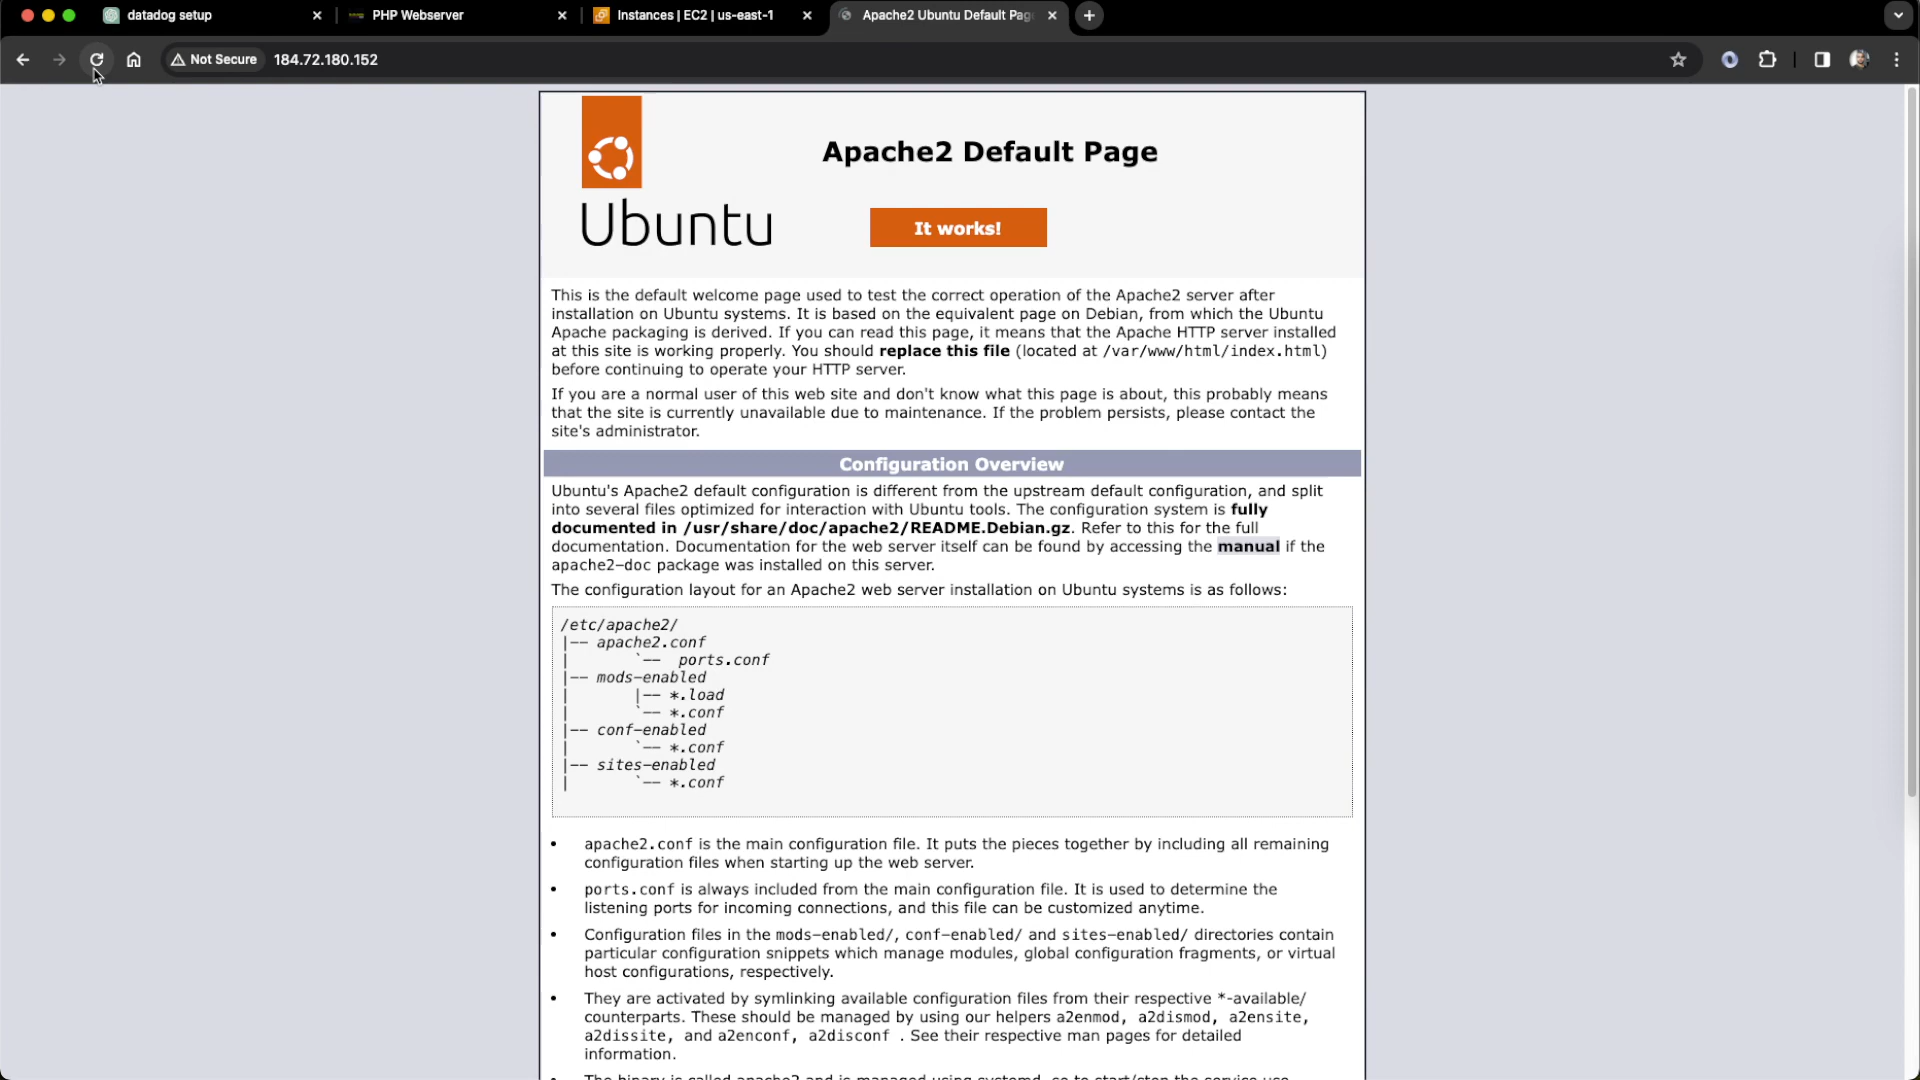 datadog setup
PHP Webserver
Instances | EC2 | us-east-1
Apache2 Ubuntu Default Pag
Not Secure
184.72.180.152
Apache2 Default Page
Ubuntu
It works!
This is the default welcome page used to test the correct operation of the Apache2 server after
installation on Ubuntu systems. It is based on the equivalent page on Debian, from which the Ubuntu
Apache packaging is derived. If you can read this page, it means that the Apache HTTP server installed
at this site is working properly. You should replace this file (located at /var/www/html/index.html)
before continuing to operate your HTTP server.
If you are a normal user of this web site and don't know what this page is about, this probably means
that the site is currently unavailable due to maintenance. If the problem persists, please contact the
site's administrator.
Configuration Overview
Ubuntu's Apache2 default configuration is different from the upstream default configuration, and split
into several files optimized for interaction with Ubuntu tools. The configuration system is fully
documented in /usr/share/doc/apache2/README.Debian.gz. Refer to this for the full
documentation. Documentation for the web server itself can be found by accessing the manual if the
apache2-doc package was installed on this server.
The configuration layout for an Apache2 web server installation on Ubuntu systems is as follows:
/etc/apache2/
|-- apache2.conf
|       `--  ports.conf
|-- mods-enabled
|       |-- *.load
|       `-- *.conf
|-- conf-enabled
|       `-- *.conf
|-- sites-enabled
|       `-- *.conf
• apache2.conf is the main configuration file. It puts the pieces together by including all remaining
configuration files when starting up the web server.
• ports.conf is always included from the main configuration file. It is used to determine the
listening ports for incoming connections, and this file can be customized anytime.
• Configuration files in the mods-enabled/, conf-enabled/ and sites-enabled/ directories contain
particular configuration snippets which manage modules, global configuration fragments, or virtual
host configurations, respectively.
• They are activated by symlinking available configuration files from their respective *-available/
counterparts. These should be managed by using our helpers a2enmod, a2dismod, a2ensite,
a2dissite, and a2enconf, a2disconf . See their respective man pages for detailed
information.
• The binary is called apache2 and is managed using systemd, so to start/stop the service use